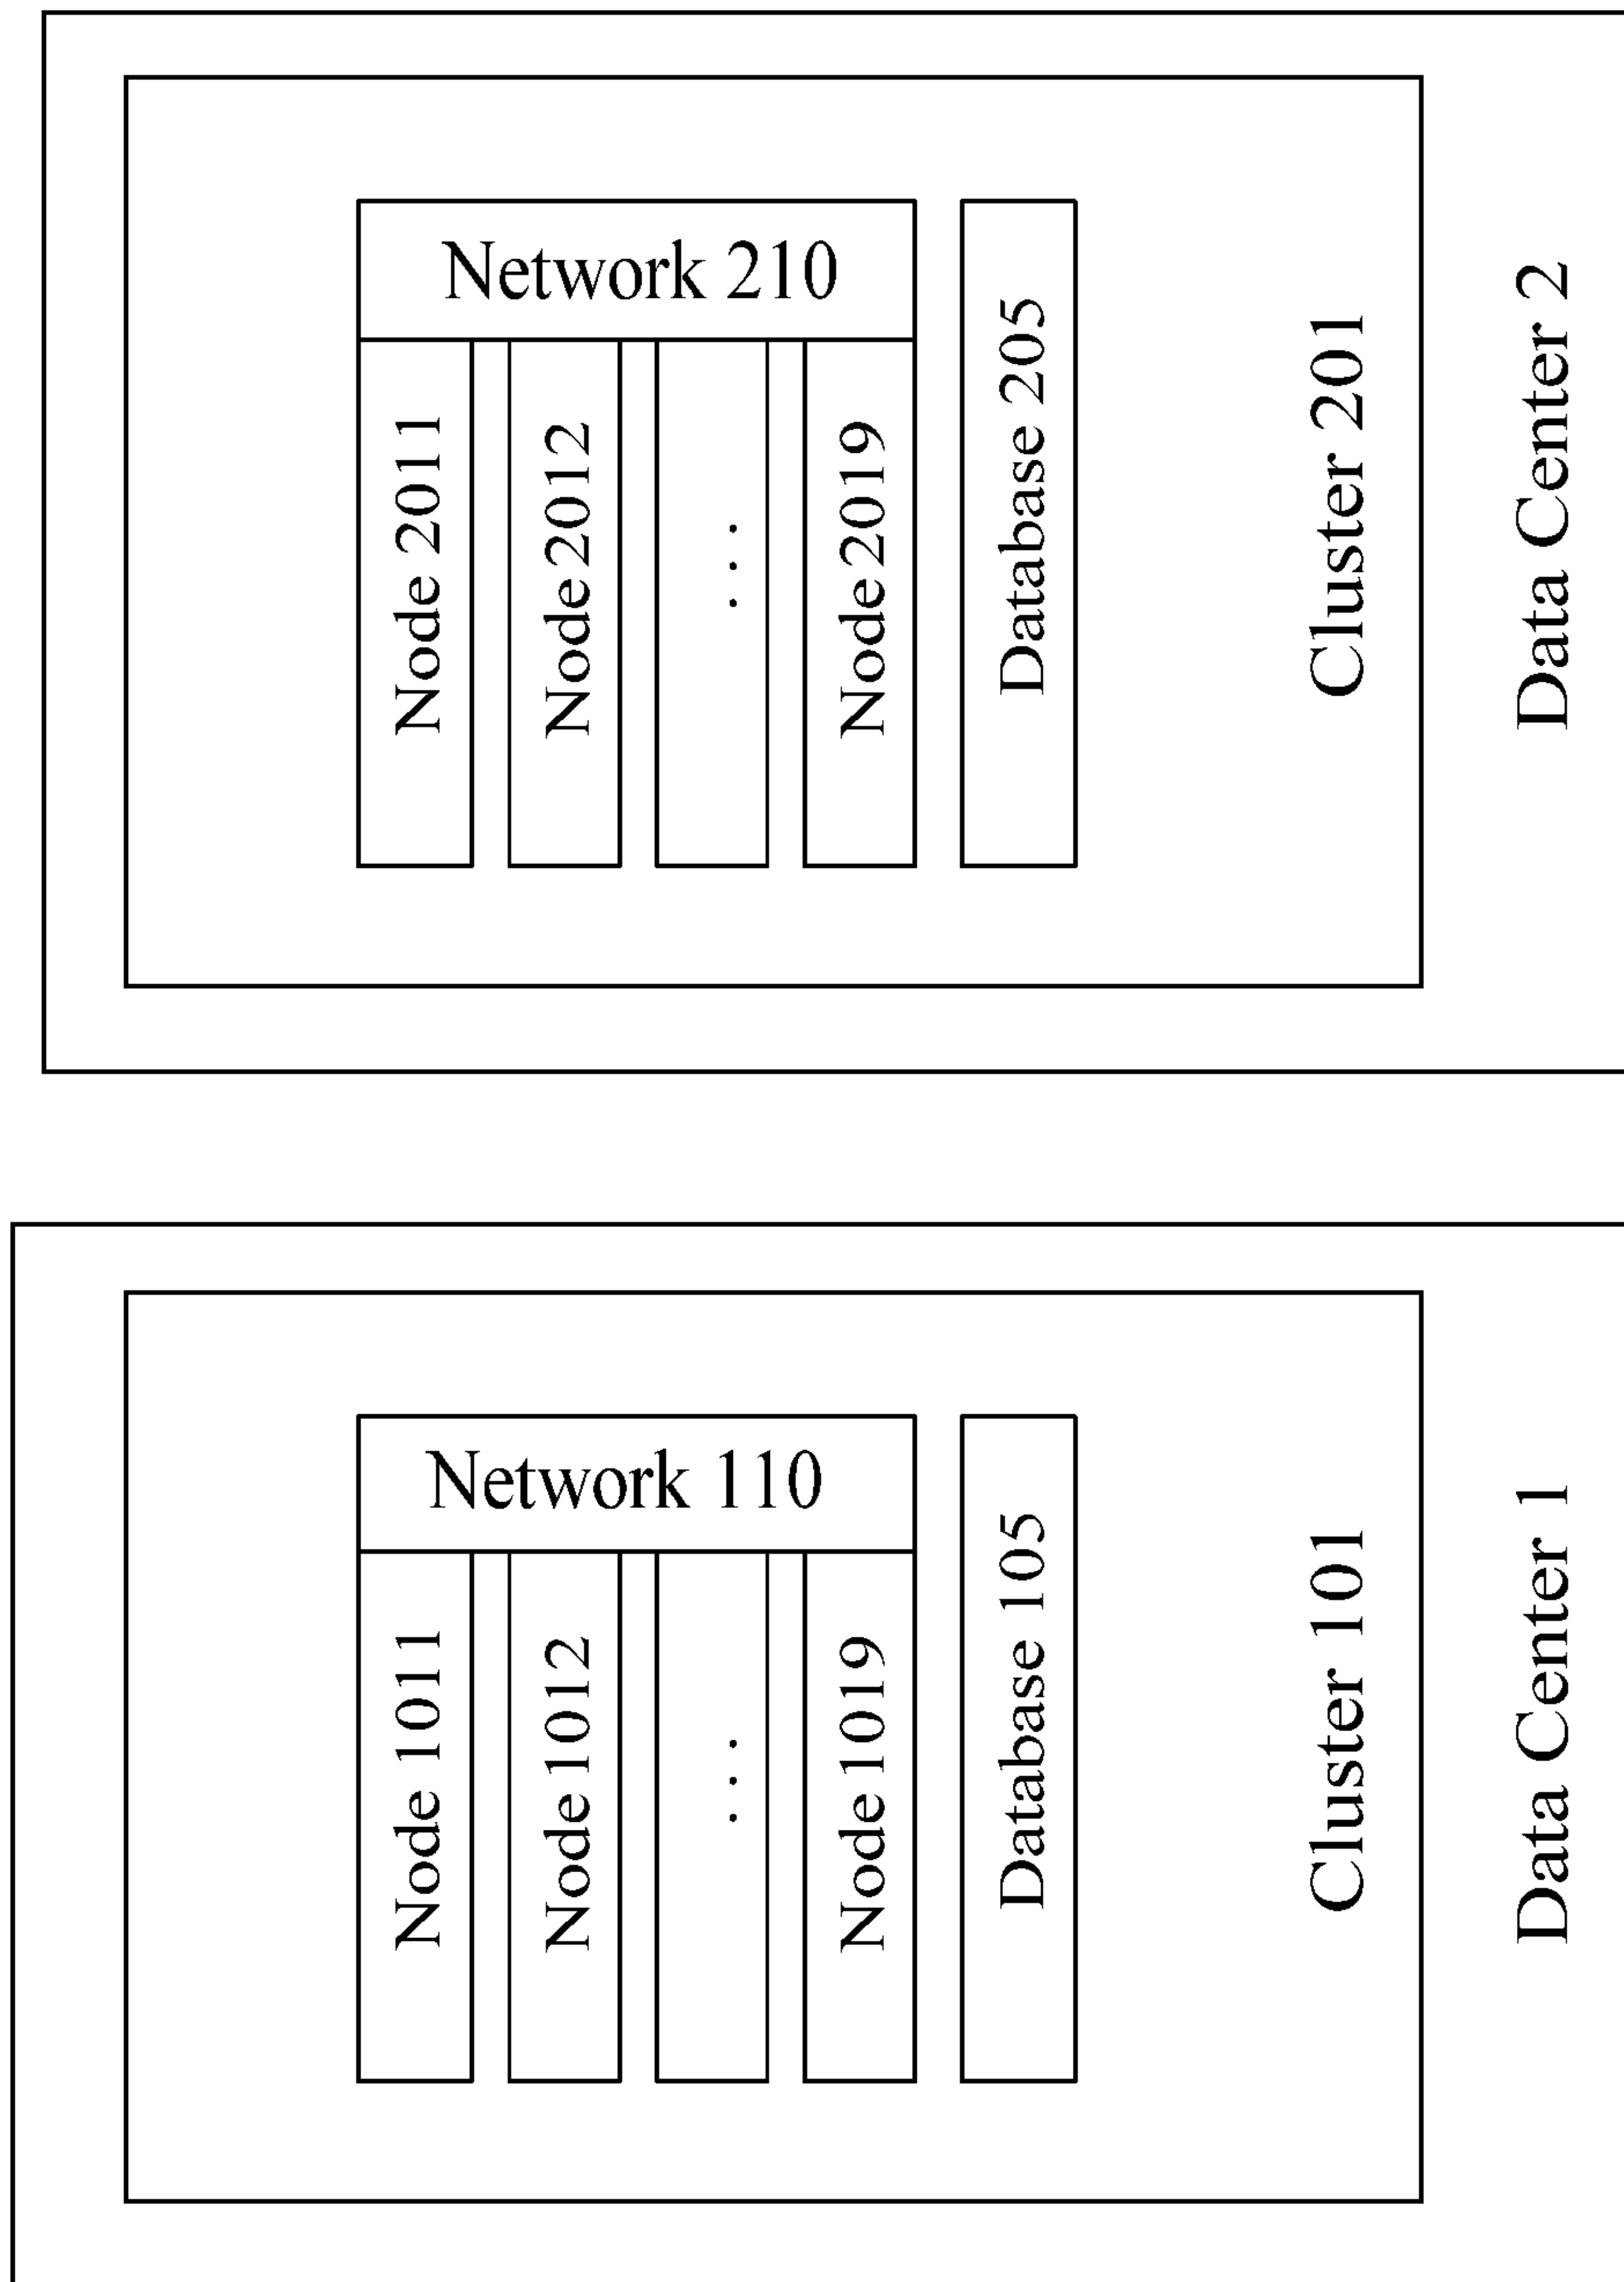 Network 210
Node 2011
Node 2012
...
Node 2019
Database 205
Cluster 201
Data Center 2
Network 110
Node 1011
Node 1012
...
Node 1019
Database 105
Cluster 101
Data Center 1